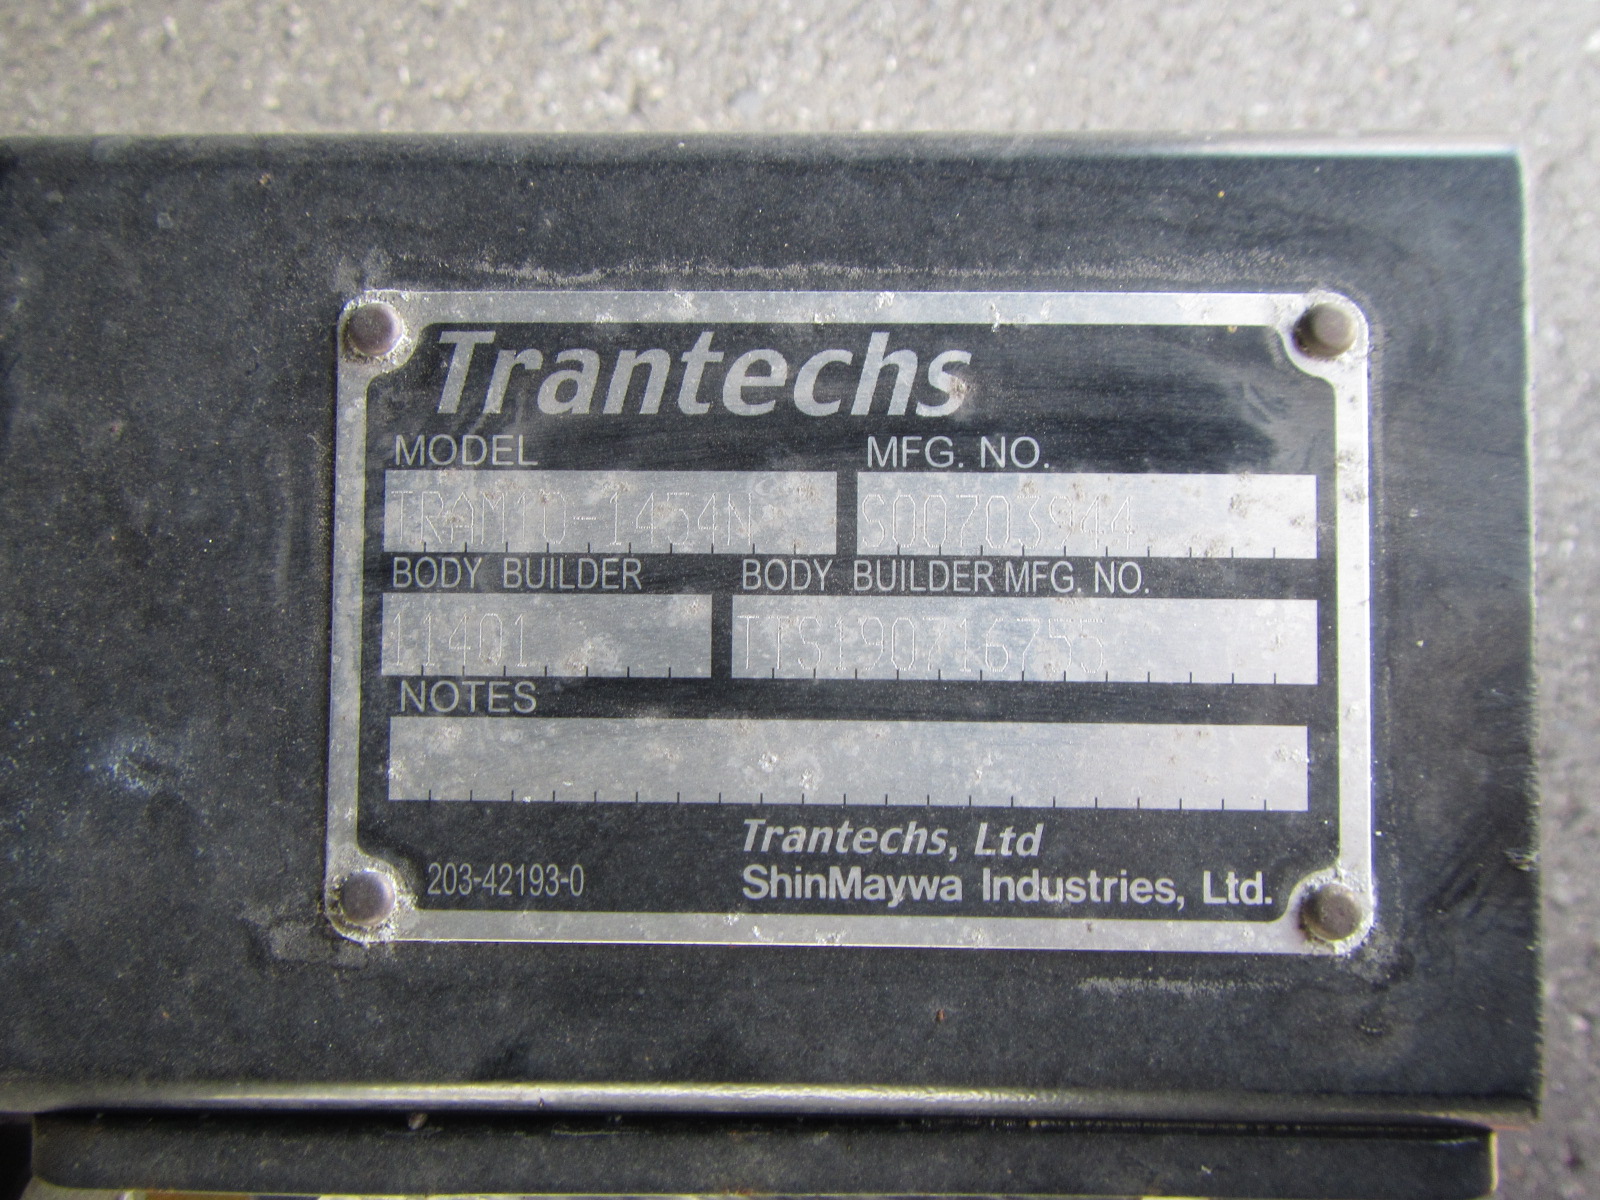 Trantechs
MODEL MFG. NO.
TRAM10-1454N S00703944
BODY BUILDER BODY BUILDER MFG. NO.
11401 TTS190716755
NOTES
Trantechs, Ltd
203-42193-0 ShinMaywa Industries, Ltd.